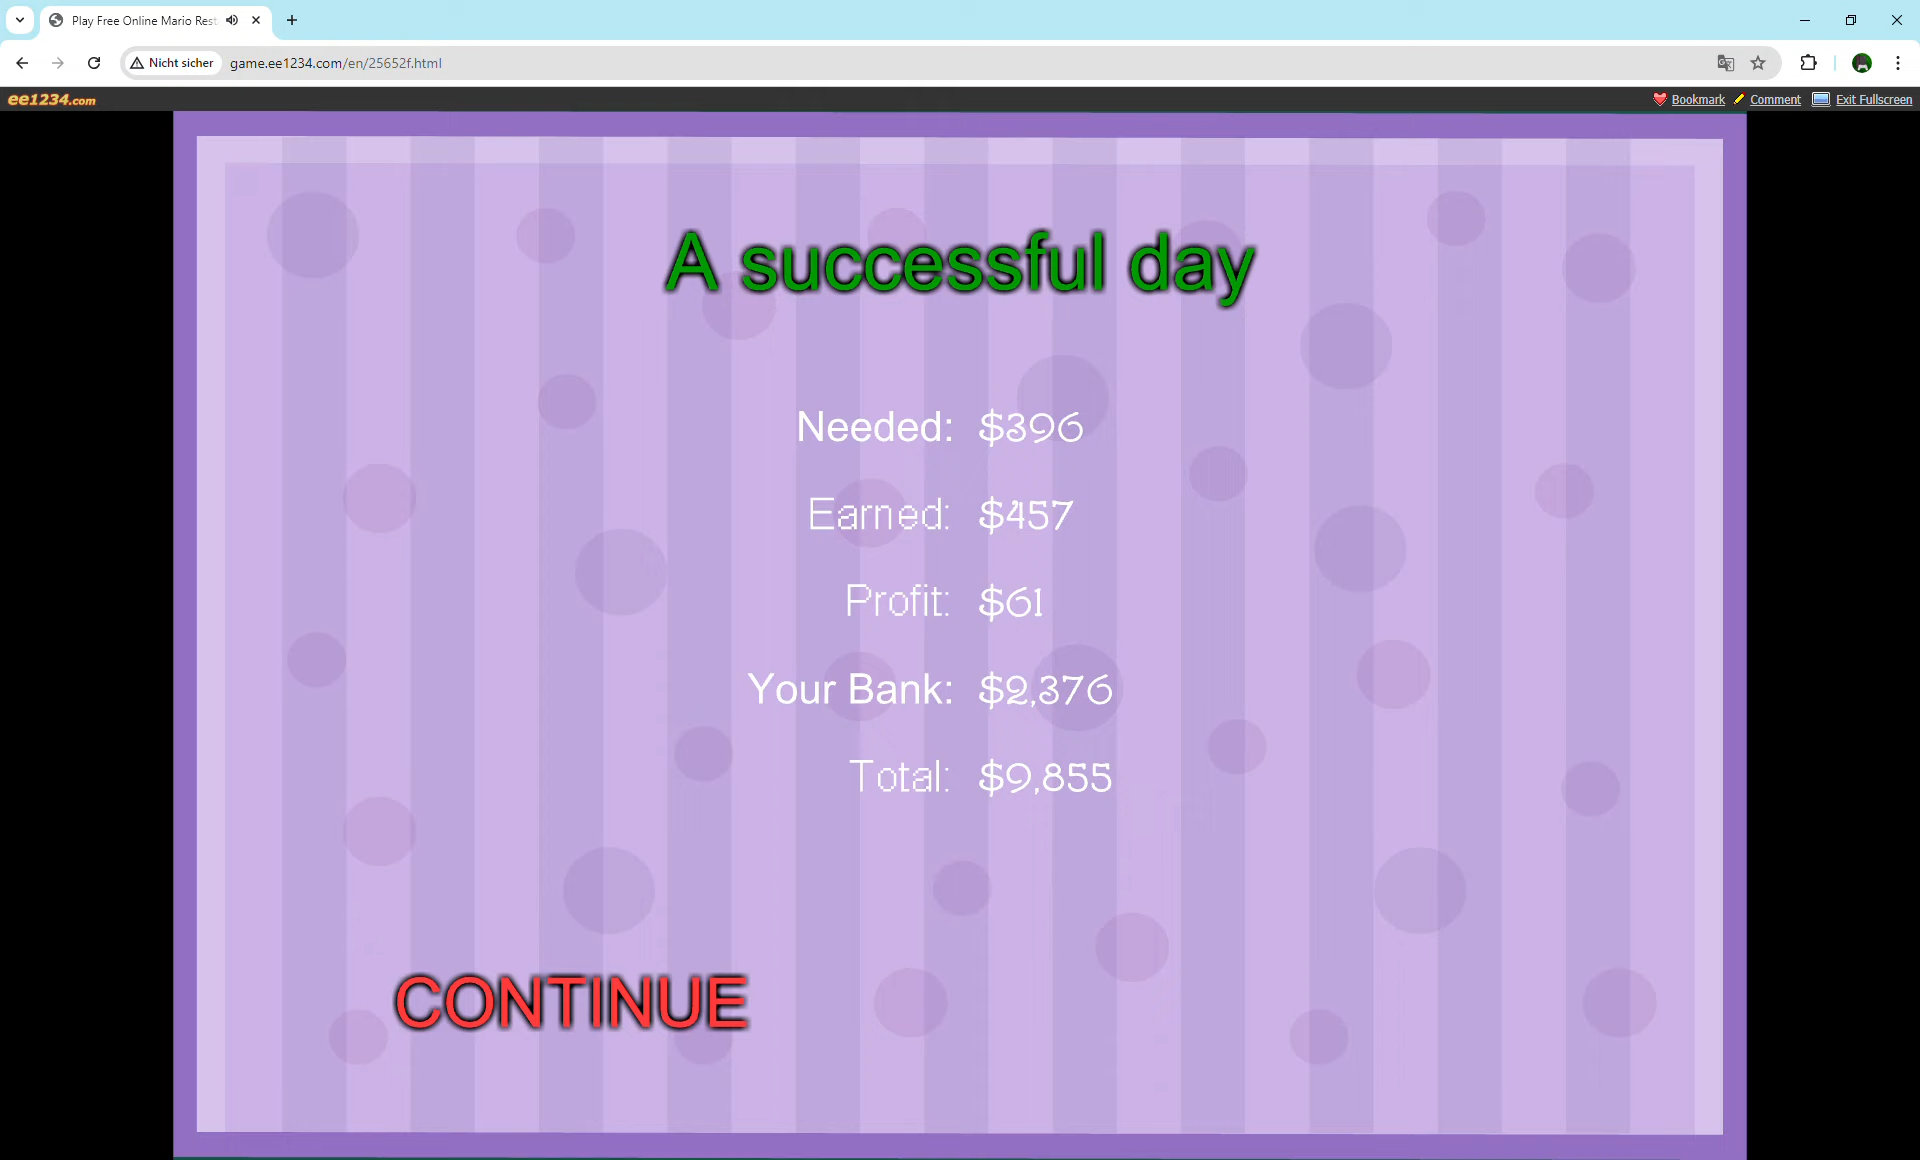 Play Free Online Mario Rest
Nicht sicher
game.ee1234.com/en/25652f.html
ee1234.com
Bookmark
Comment
Exit Fullscreen
A successful day
Needed: $396
Earned: $457
Profit: $61
Your Bank: $2,376
Total: $9,855
CONTINUE